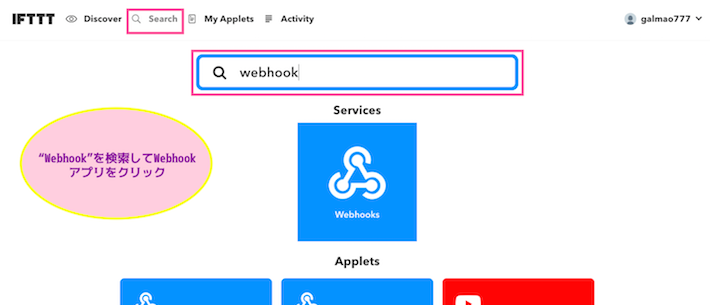 IFTTT Discover Search My Applets Activity galmao777
webhook
Services
“Webhook”を検索してWebhook
アプリをクリック
Webhooks
Applets